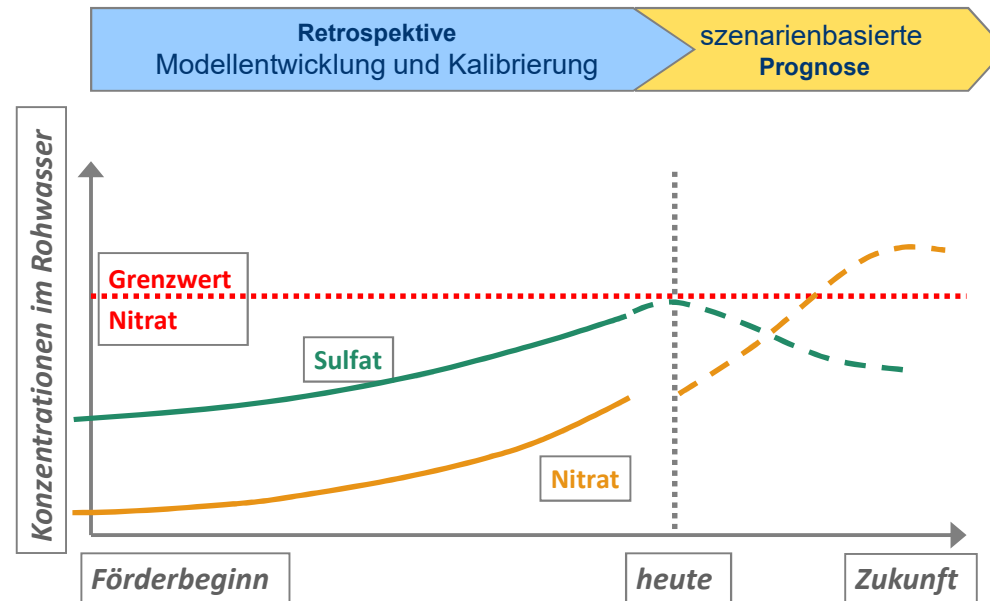 Retrospektive
Modellentwicklung und Kalibrierung
szenarienbasierte
Prognose
Konzentrationen im Rohwasser
Grenzwert
Nitrat
Sulfat
Nitrat
Förderbeginn
heute
Zukunft